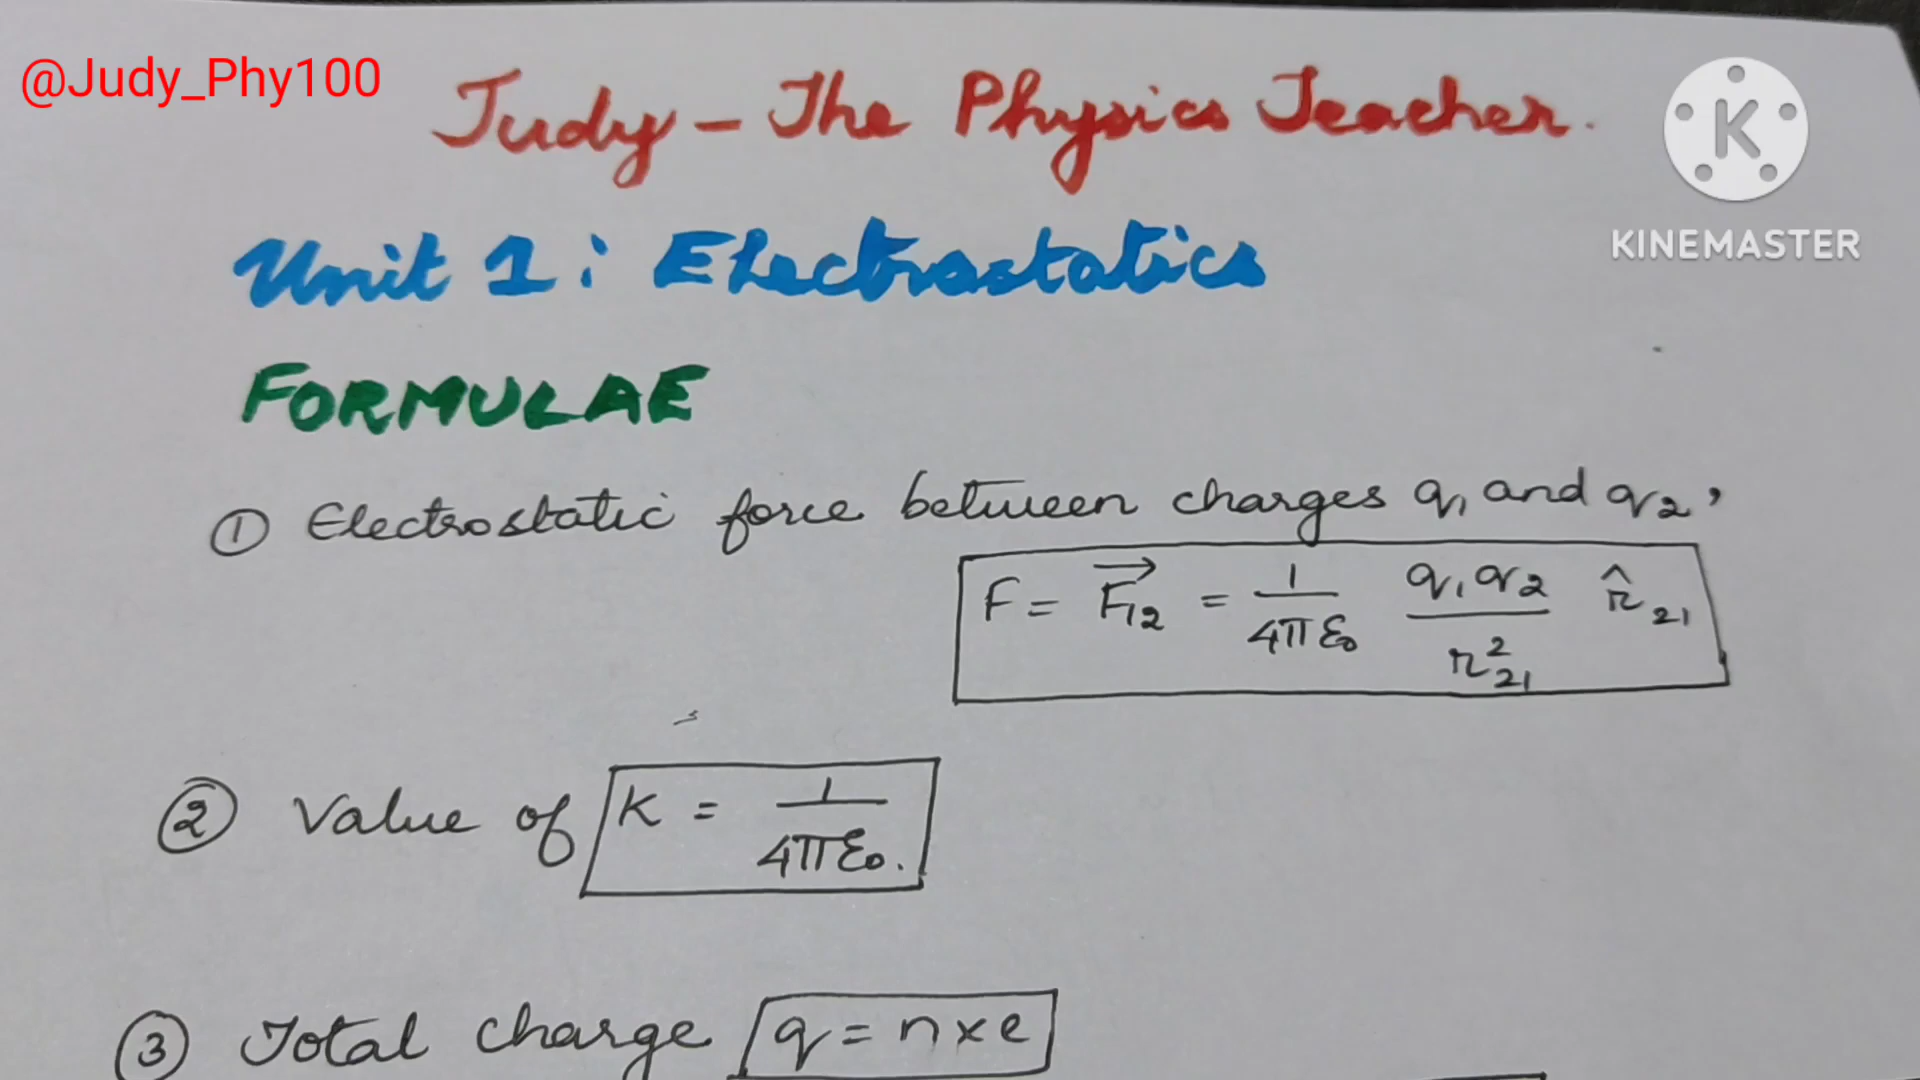 @Judy_Phy100
Judy - The Physics Teacher.
K
KINEMASTER
Unit 1: Electrostatics
FORMULAE
① Electrostatic force between charges q₁ and q₂,
F = F⃗₁₂ = 1/4πε₀ q₁q₂/r²₂₁ r̂₂₁
② Value of K = 1/4πε₀.
③ Total charge q = n×e